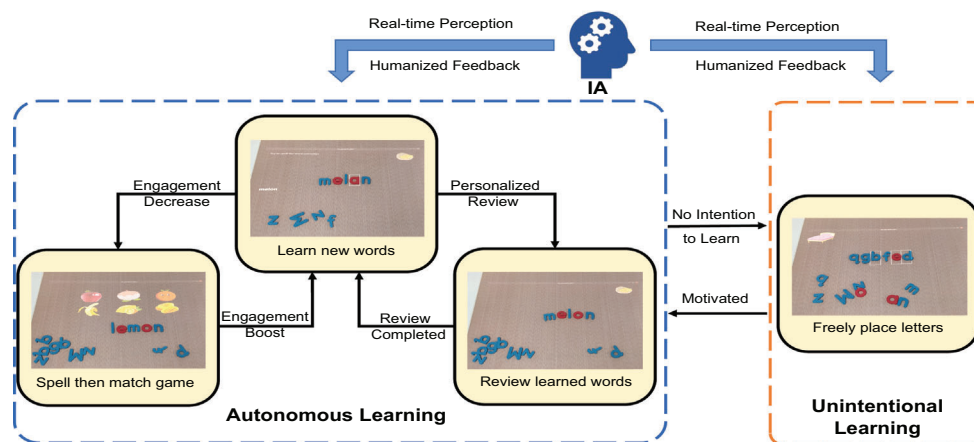 Real-time Perception
Humanized Feedback
IA
Real-time Perception
Humanized Feedback
Engagement
Decrease
melan
z M N f
Learn new words
Personalized
Review
No Intention
to Learn
qgbfed
Freely place letters
Motivated
lemon
Spell then match game
Engagement
Boost
Review
Completed
melon
Review learned words
Autonomous Learning
Unintentional
Learning